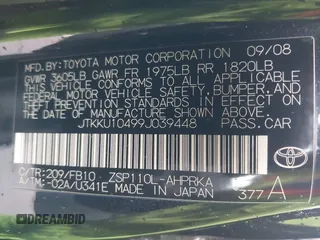 MFD. BY: TOYOTA MOTOR CORPORATION 09/08
GVWR 3605LB GAWR FR 1975LB RR 1820LB
THIS VEHICLE CONFORMS TO ALL APPLICABLE
FEDERAL MOTOR VEHICLE SAFETY, BUMPER, AND
THEFT PREVENTION STANDARDS IN EFFECT ON
THE DATE OF MANUFACTURE SHOWN ABOVE.
JTKKU10499J039448 PASS.CAR
C/TR: 209/FB10 ZSP110L-AHPRKA
A/TM: -02A/U341E MADE IN JAPAN 377A
TOYOTA
DREAMBID